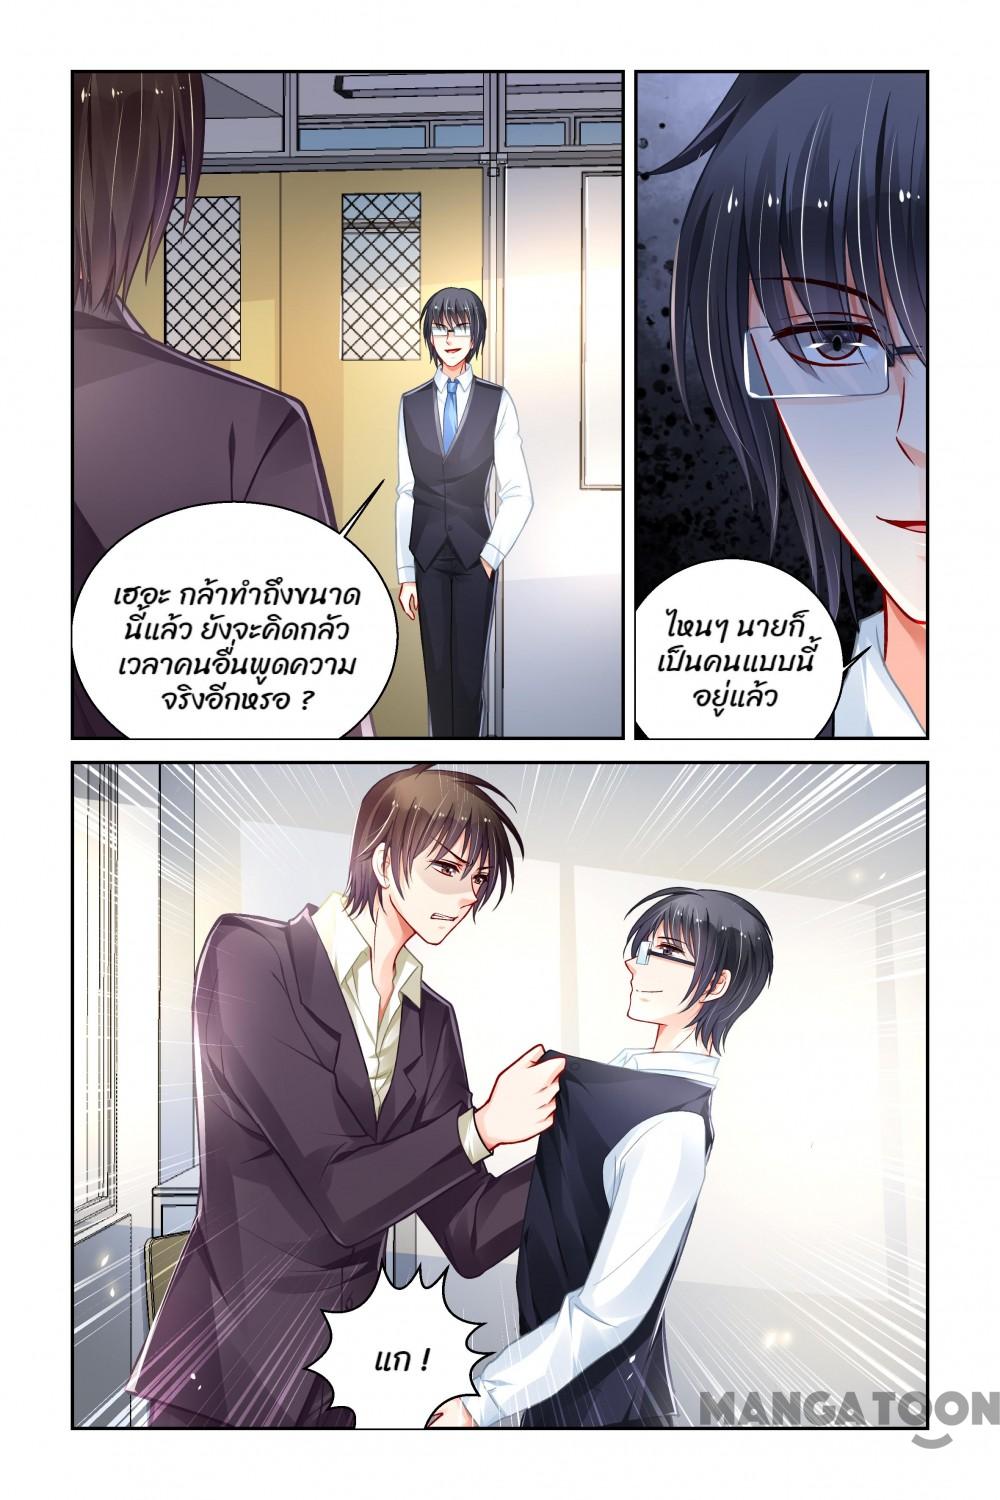 เฮอะ กล้าทำถึงขนาด
นี้แล้ว ยังจะคิดกลัว
เวลาคนอื่นพูดความ
จริงอีกหรอ ?
ไหนๆ นายก็
เป็นคนแบบนี้
อยู่แล้ว
แก !
MANGATOON